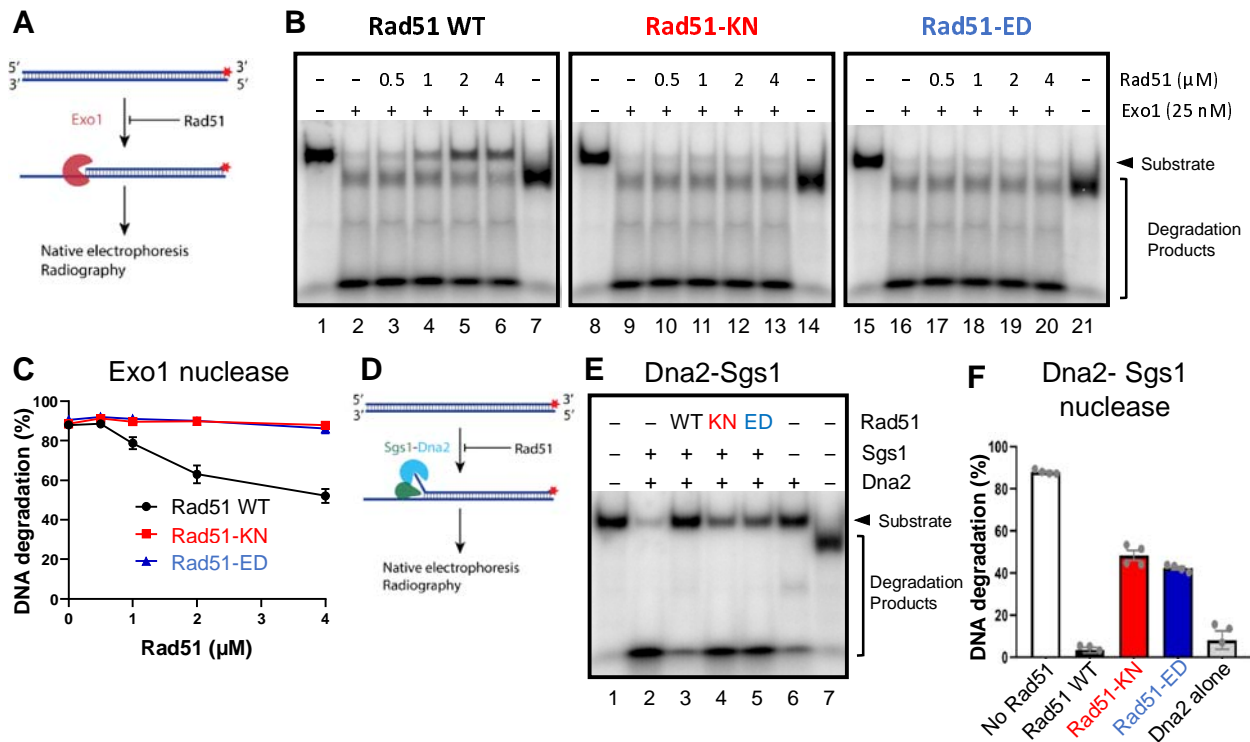 A
5′ 3′
3′ 5′
Exo1 Rad51
Native electrophoresis
Radiography
B
Rad51 WT Rad51-KN Rad51-ED
– – 0.5 1 2 4 – – – 0.5 1 2 4 – – – 0.5 1 2 4 – Rad51 (µM)
– + + + + + – – + + + + + – – + + + + + – Exo1 (25 nM)
Substrate
Degradation
Products
1 2 3 4 5 6 7 8 9 10 11 12 13 14 15 16 17 18 19 20 21
C Exo1 nuclease
DNA degradation (%)
100
80
60
40
20
0
Rad51 WT
Rad51-KN
Rad51-ED
0 1 2 3 4
Rad51 (µM)
D
5′ 3′
3′ 5′
Sgs1-Dna2 Rad51
Native electrophoresis
Radiography
E Dna2-Sgs1
– – WT KN ED – – Rad51
– + + + + – – Sgs1
– + + + + + – Dna2
Substrate
Degradation
Products
1 2 3 4 5 6 7
F Dna2- Sgs1
nuclease
DNA degradation (%)
100
80
60
40
20
0
No Rad51
Rad51 WT
Rad51-KN
Rad51-ED
Dna2 alone